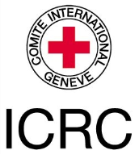 COMITE INTERNATIONAL
GENEVE
ICRC